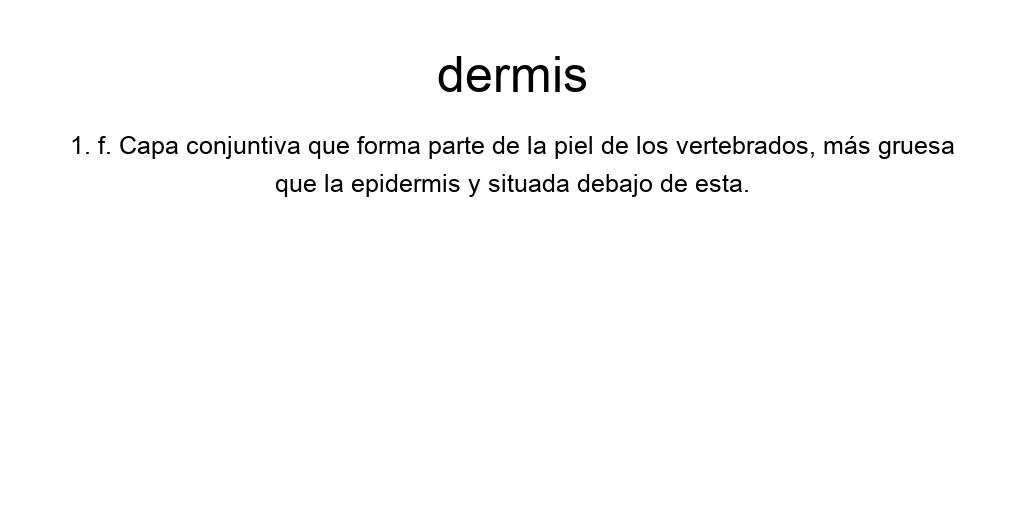 dermis
1. f. Capa conjuntiva que forma parte de la piel de los vertebrados, más gruesa
que la epidermis y situada debajo de esta.